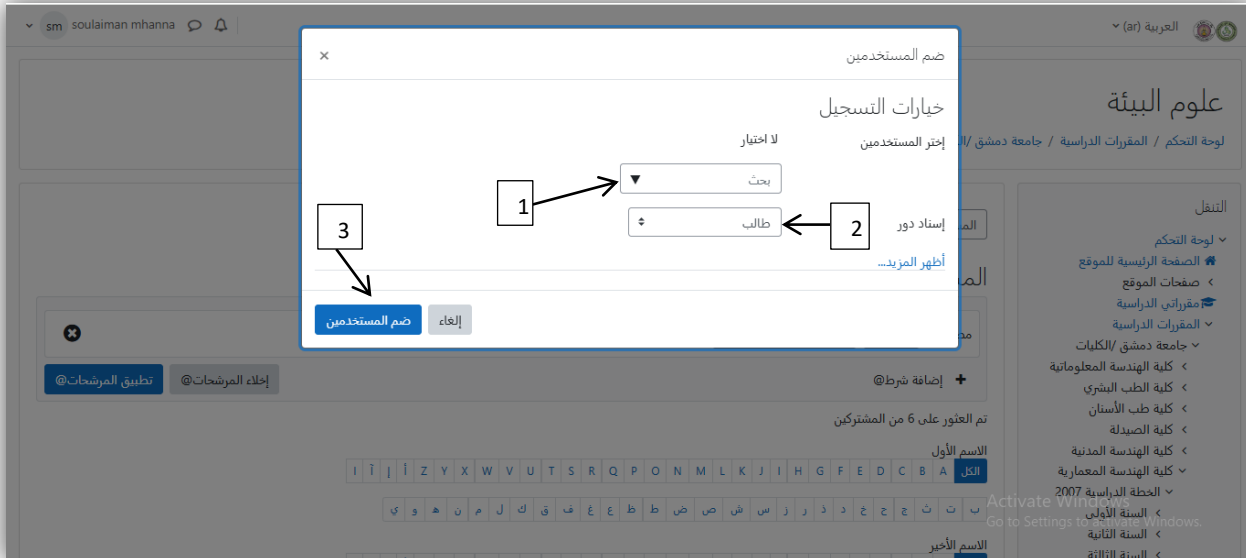 العربية (ar)
soulaiman mhanna sm
ضم المستخدمين ×
خيارات التسجيل
إختر المستخدمين لا اختيار
بحث
1
إسناد دور طالب
2
أظهر المزيد...
3
إلغاء ضم المستخدمين
علوم البيئة
لوحة التحكم / المقررات الدراسية / جامعة دمشق /الـ
التنقل
لوحة التحكم
الصفحة الرئيسية للموقع
صفحات الموقع
مقرراتي الدراسية
المقررات الدراسية
جامعة دمشق /الكليات
كلية الهندسة المعلوماتية
كلية الطب البشري
كلية طب الأسنان
كلية الصيدلة
كلية الهندسة المدنية
كلية الهندسة المعمارية
الخطة الدراسية 2007
السنة الأولى
السنة الثانية
السنة الثالثة
إضافة شرط@
إخلاء المرشحات@ تطبيق المرشحات@
تم العثور على 6 من المشتركين
الاسم الأول
الكل A B C D E F G H I J K L M N O P Q R S T U V W X Y Z أ إ آ ا
ب ت ث ج ح خ د ذ ر ز س ش ص ض ط ظ ع غ ف ق ك ل م ن ه و ي
الاسم الأخير
Activate Windows
Go to Settings to activate Windows.